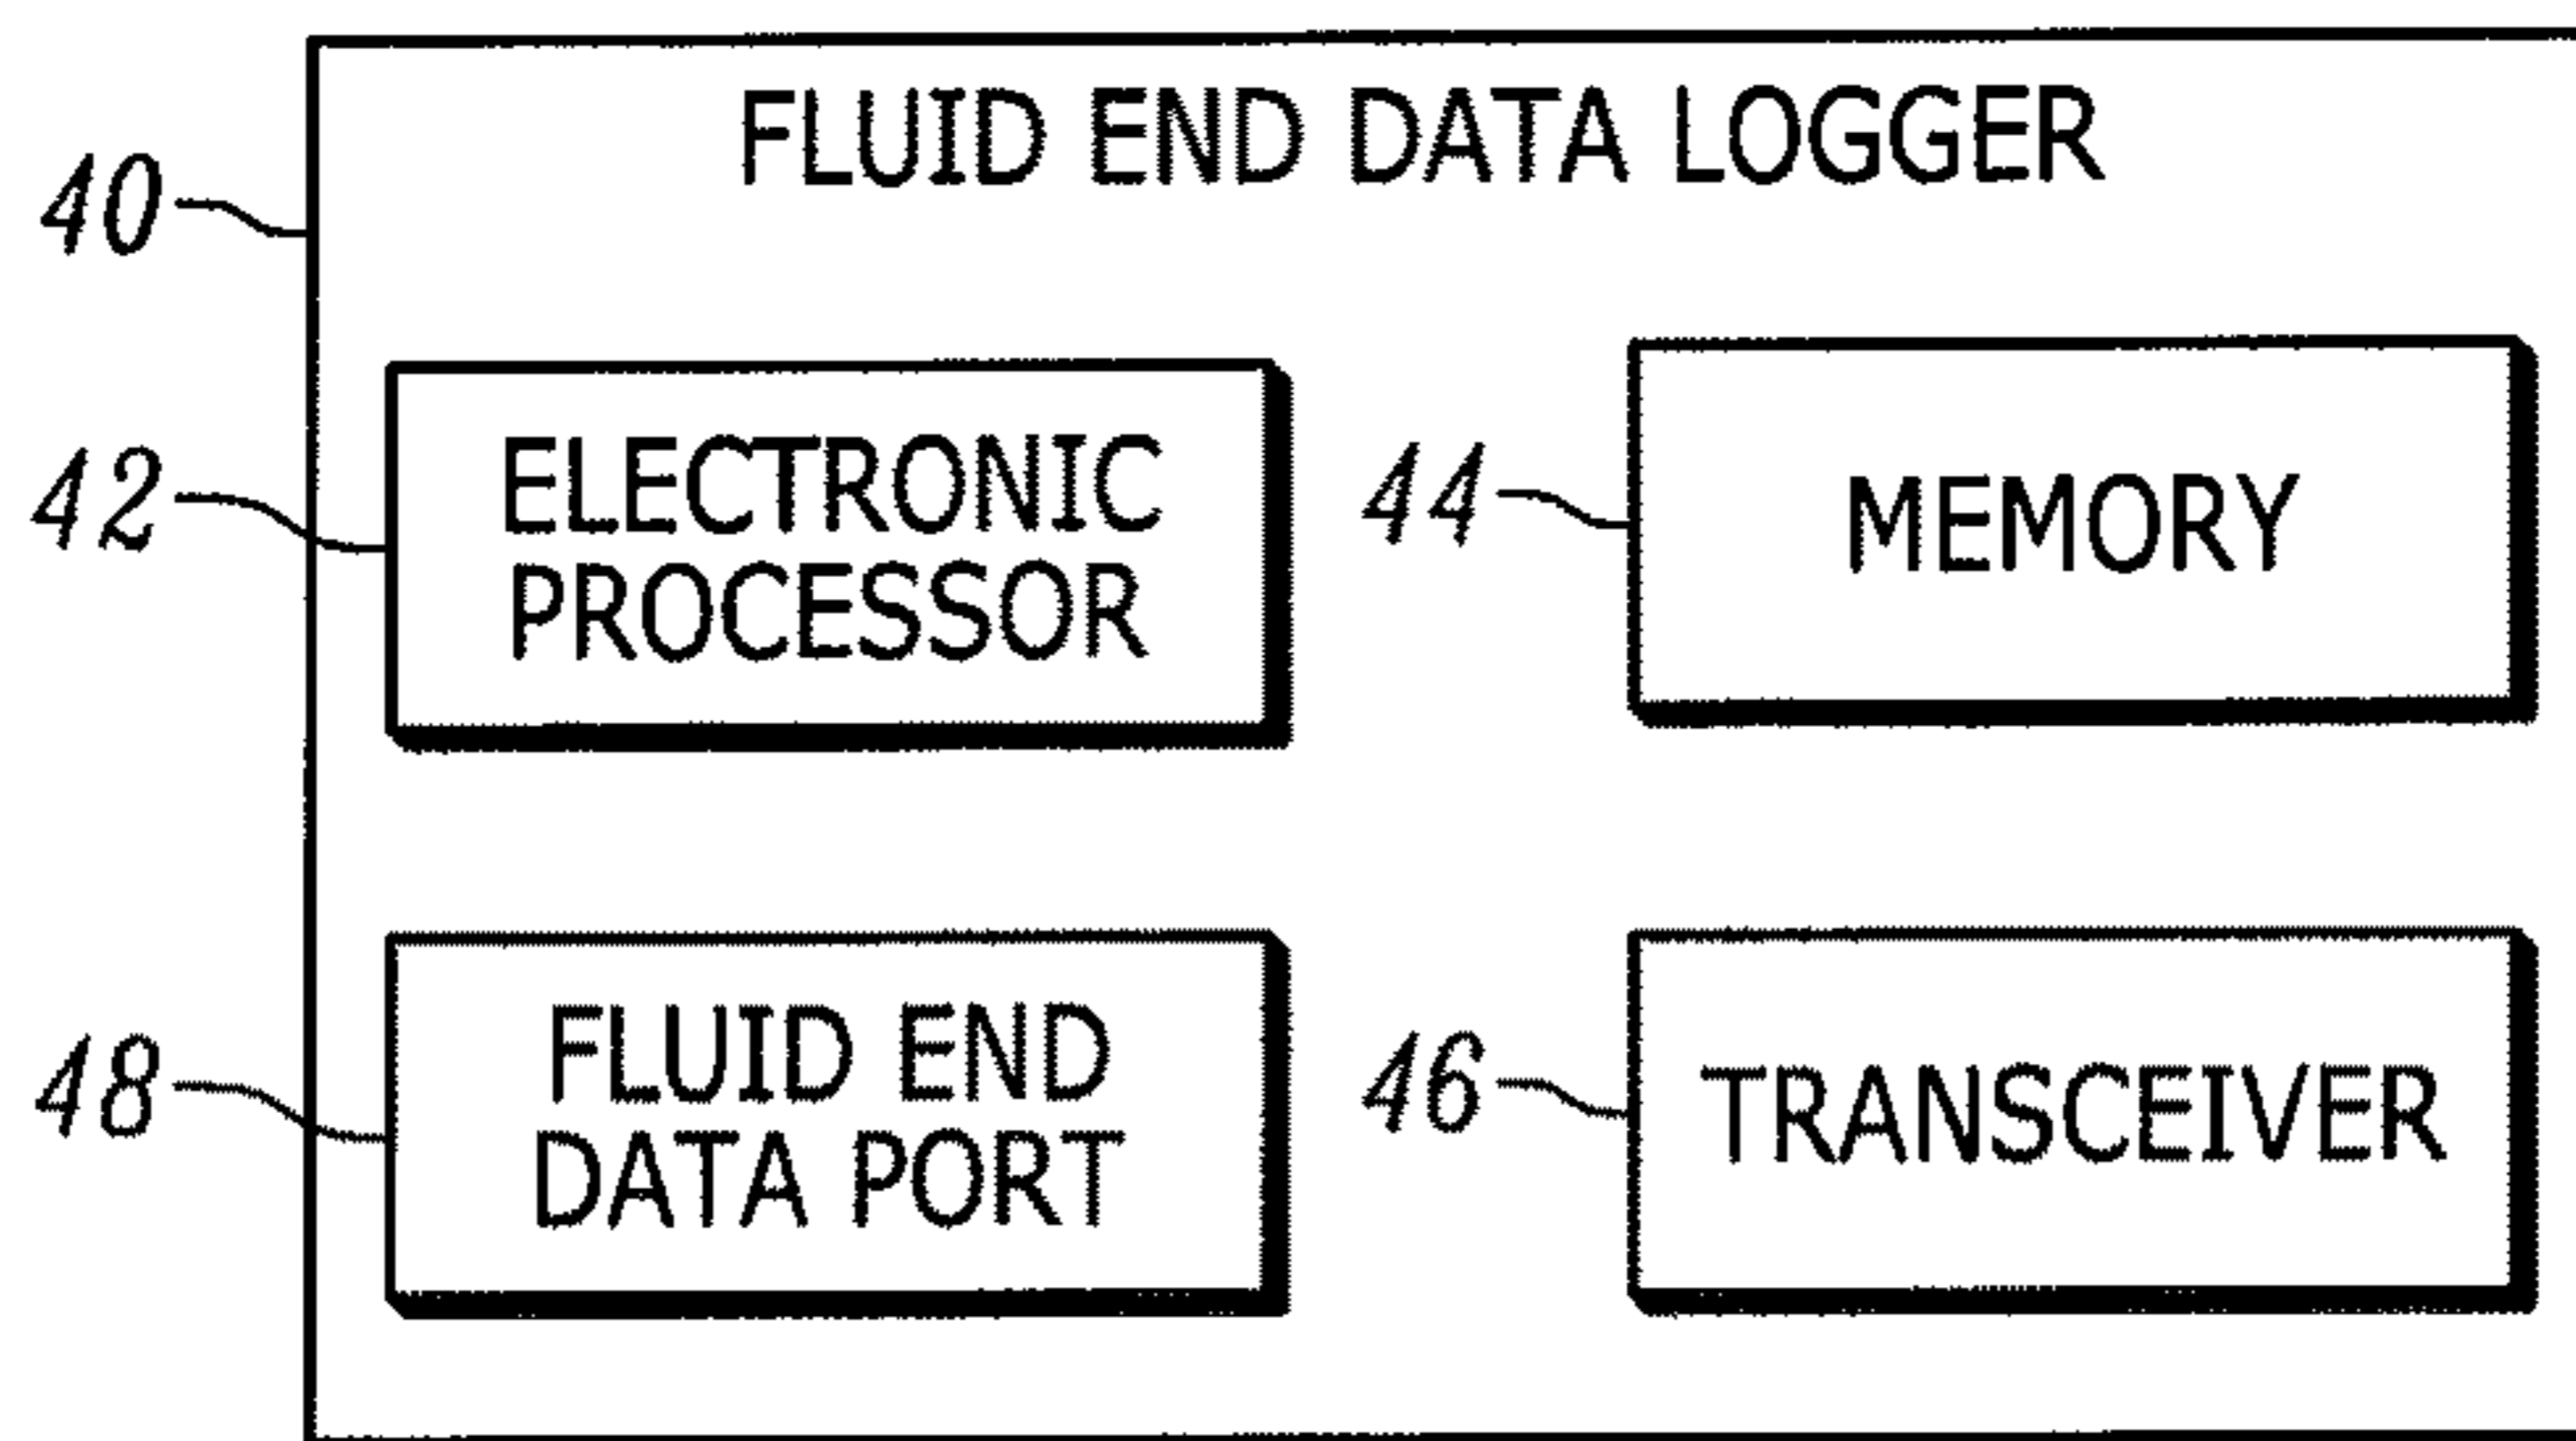 FLUID END DATA LOGGER
40
42
ELECTRONIC
PROCESSOR
44
MEMORY
48
FLUID END
DATA PORT
46
TRANSCEIVER